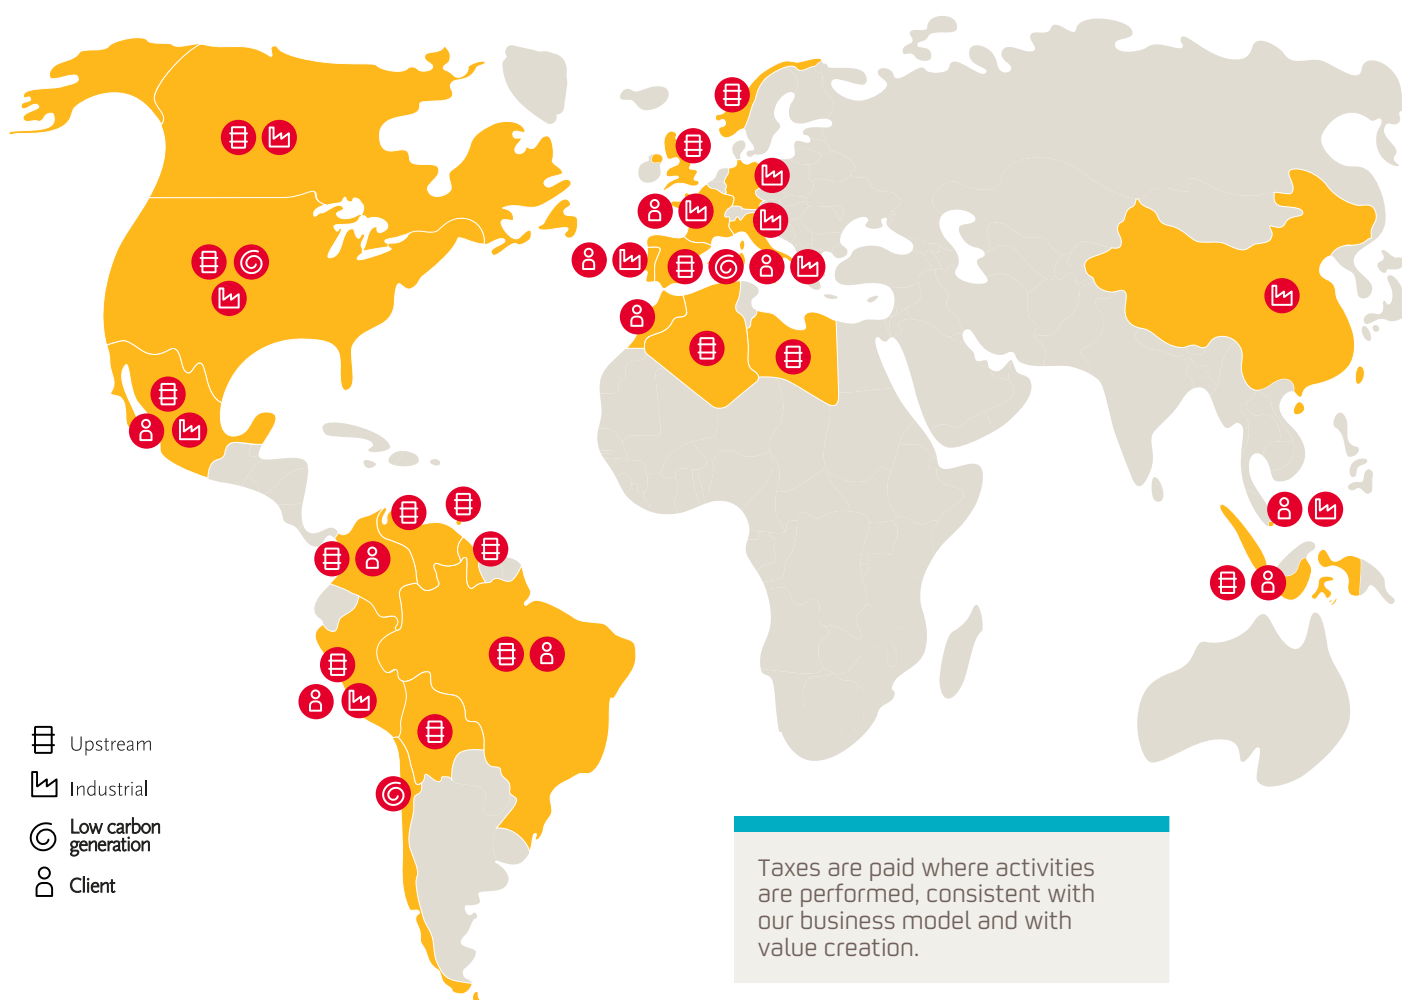 Upstream
Industrial
Low carbon
generation
Client
Taxes are paid where activities
are performed, consistent with
our business model and with
value creation.